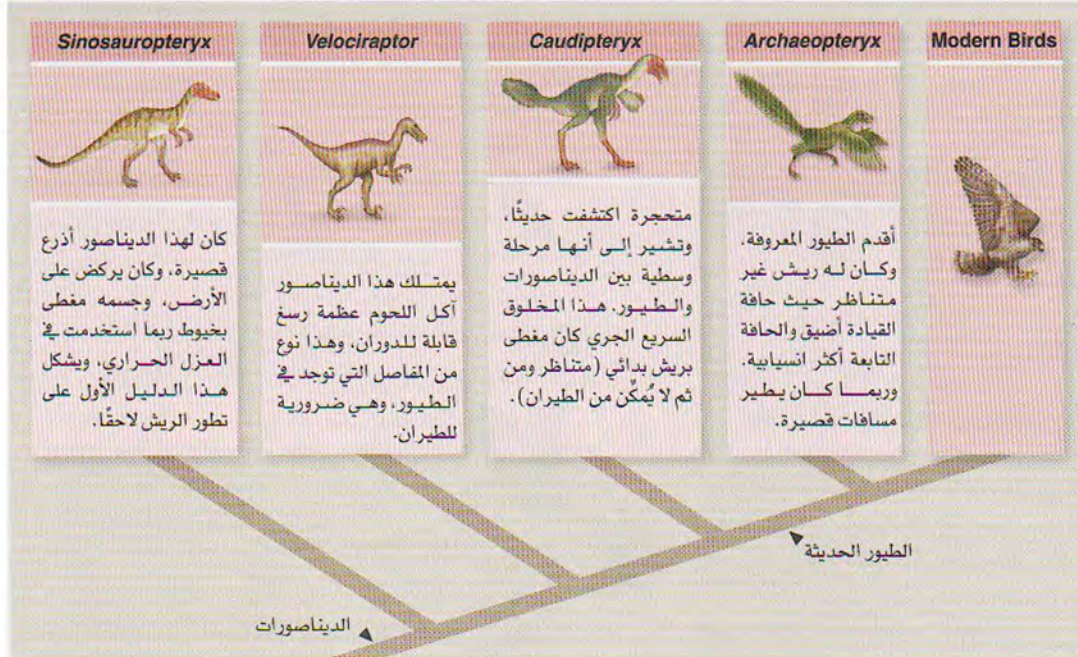 Sinosauropteryx
كان لهذا الديناصور أذرع
قصيرة، وكان يركض على
الأرض، وجسمه مغطى
بخيوط ربما استخدمت في
العزل الحراري، ويشكل
هذا الدليل الأول على
تطور الريش لاحقًا.
Velociraptor
يمتلك هذا الديناصور
آكل اللحوم عظمة رسغ
قابلة للدوران، وهذا نوع
من المفاصل التي توجد في
الطيور، وهي ضرورية
للطيران.
Caudipteryx
متحجرة اكتشفت حديثًا،
وتشير إلى أنها مرحلة
وسطية بين الديناصورات
والطيور. هذا المخلوق
السريع الجري كان مغطى
بريش بدائي (متناظر ومن
ثم لا يُمكِّن من الطيران).
Archaeopteryx
أقدم الطيور المعروفة.
وكان له ريش غير
متناظر حيث حافة
القيادة أضيق والحافة
التابعة أكثر انسيابية.
وربما كان يطير
مسافات قصيرة.
Modern Birds
الطيور الحديثة
الديناصورات